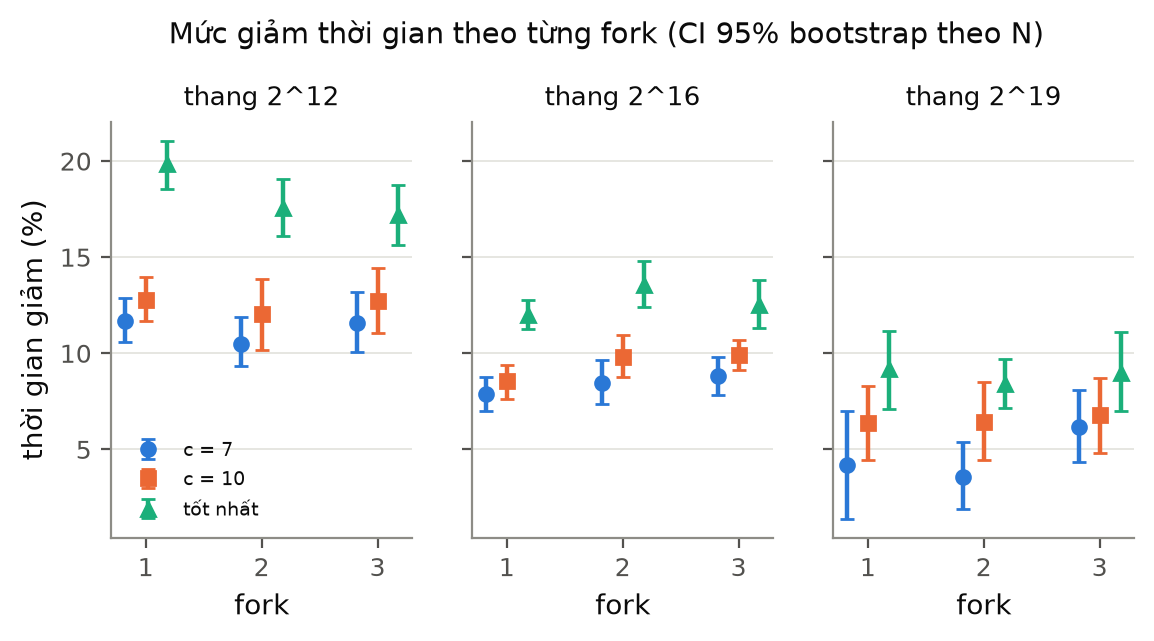 Mức giảm thời gian theo từng fork (CI 95% bootstrap theo N)
thang 2^12
thang 2^16
thang 2^19
thời gian giảm (%)
20
15
10
5
c = 7
c = 10
tốt nhất
1 2 3
1 2 3
1 2 3
fork
fork
fork